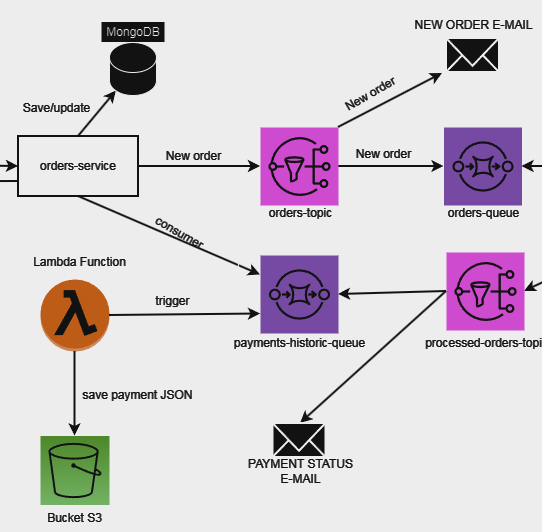 NEW ORDER E-MAIL
MongoDB
Save/update
New order
orders-service
New order
New order
orders-topic
orders-queue
consumer
Lambda Function
trigger
payments-historic-queue
processed-orders-topi
save payment JSON
PAYMENT STATUS
E-MAIL
Bucket S3